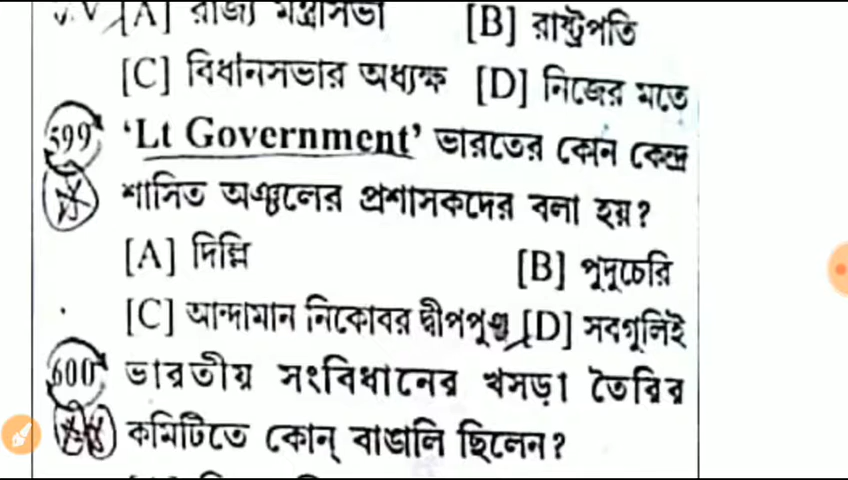 [A] রাজ্য মন্ত্রীসভা [B] রাষ্ট্রপতি
[C] বিধানসভার অধ্যক্ষ [D] নিজের মতে
599 'Lt Government' ভারতের কোন কেন্দ্র
শাসিত অঞ্চলের প্রশাসকদের বলা হয়?
[A] দিল্লি [B] পুদুচেরি
[C] আন্দামান নিকোবর দ্বীপপুঞ্জ [D] সবগুলিই
600 ভারতীয় সংবিধানের খসড়া তৈরির
কমিটিতে কোন্ বাঙালি ছিলেন?